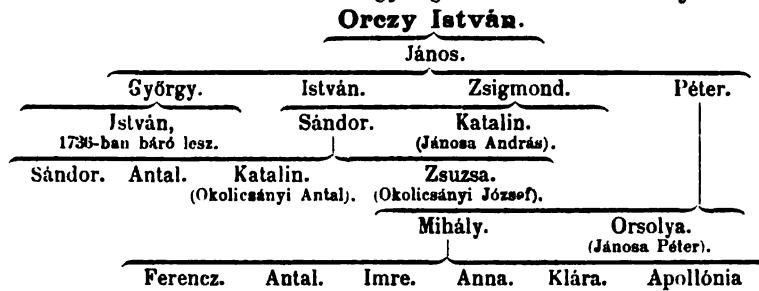 Orczy István.
János.
György. István. Zsigmond. Péter.
István, Sándor. Katalin.
1736-ban báró lesz. (Jánosa András).
Sándor. Antal. Katalin. Zsuzsa.
(Okolicsányi Antal). (Okolicsányi József).
Mihály. Orsolya.
(Jánosa Péter).
Ferencz. Antal. Imre. Anna. Klára. Apollónia